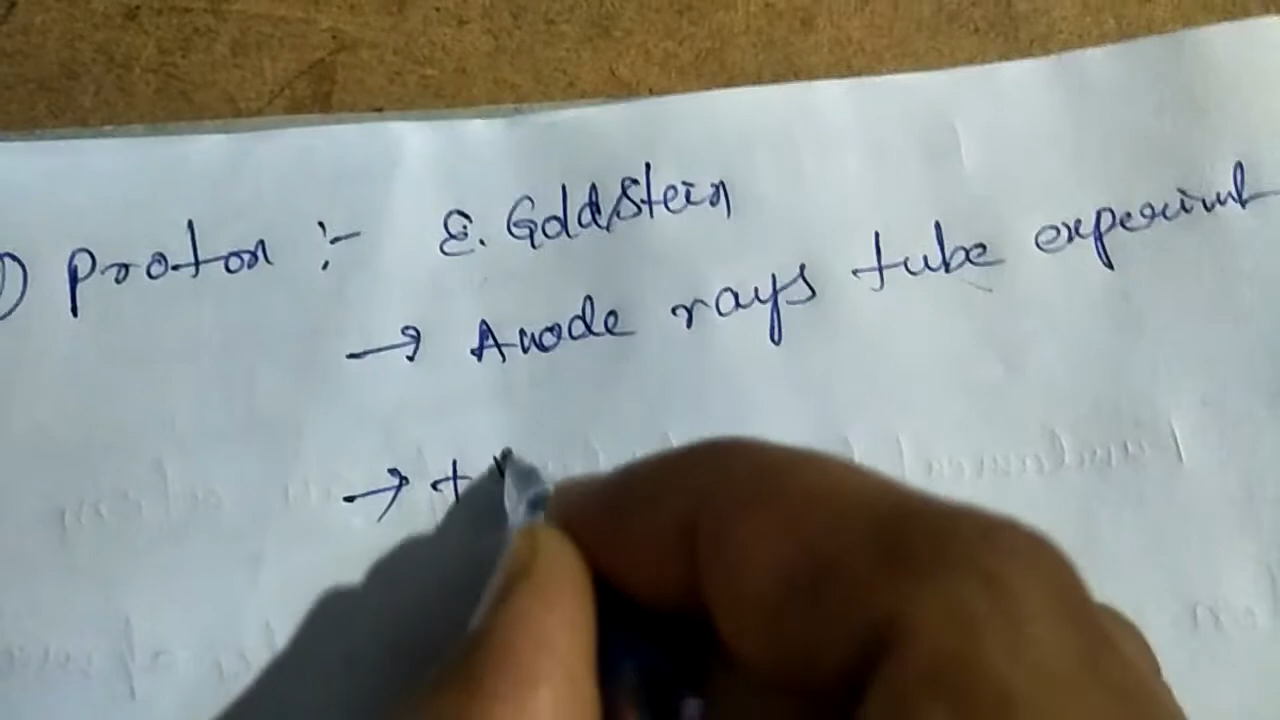 ) Proton :- E. Goldstein
→ Anode rays tube experiment
→ +